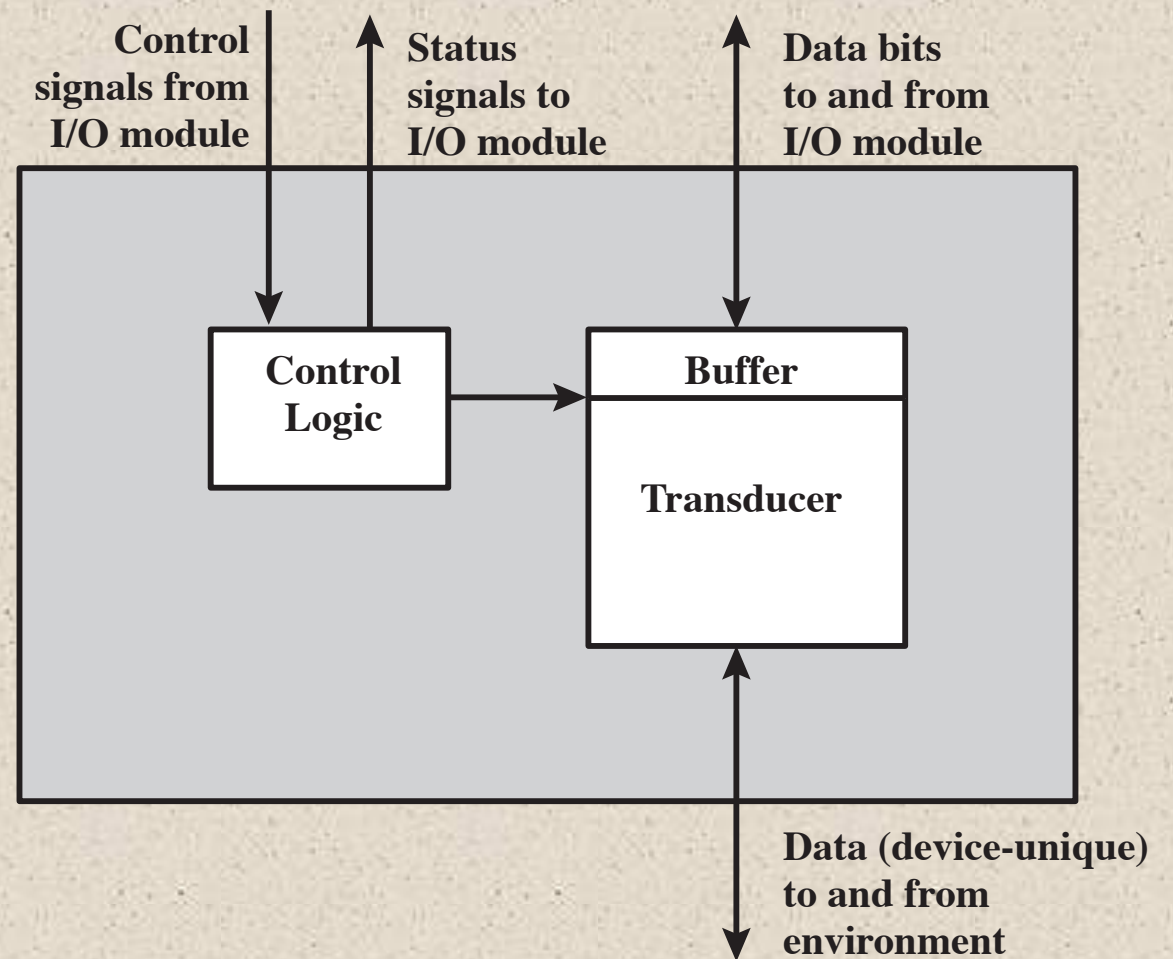 Control
signals from
I/O module
Status
signals to
I/O module
Data bits
to and from
I/O module
Control
Logic
Buffer
Transducer
Data (device-unique)
to and from
environment